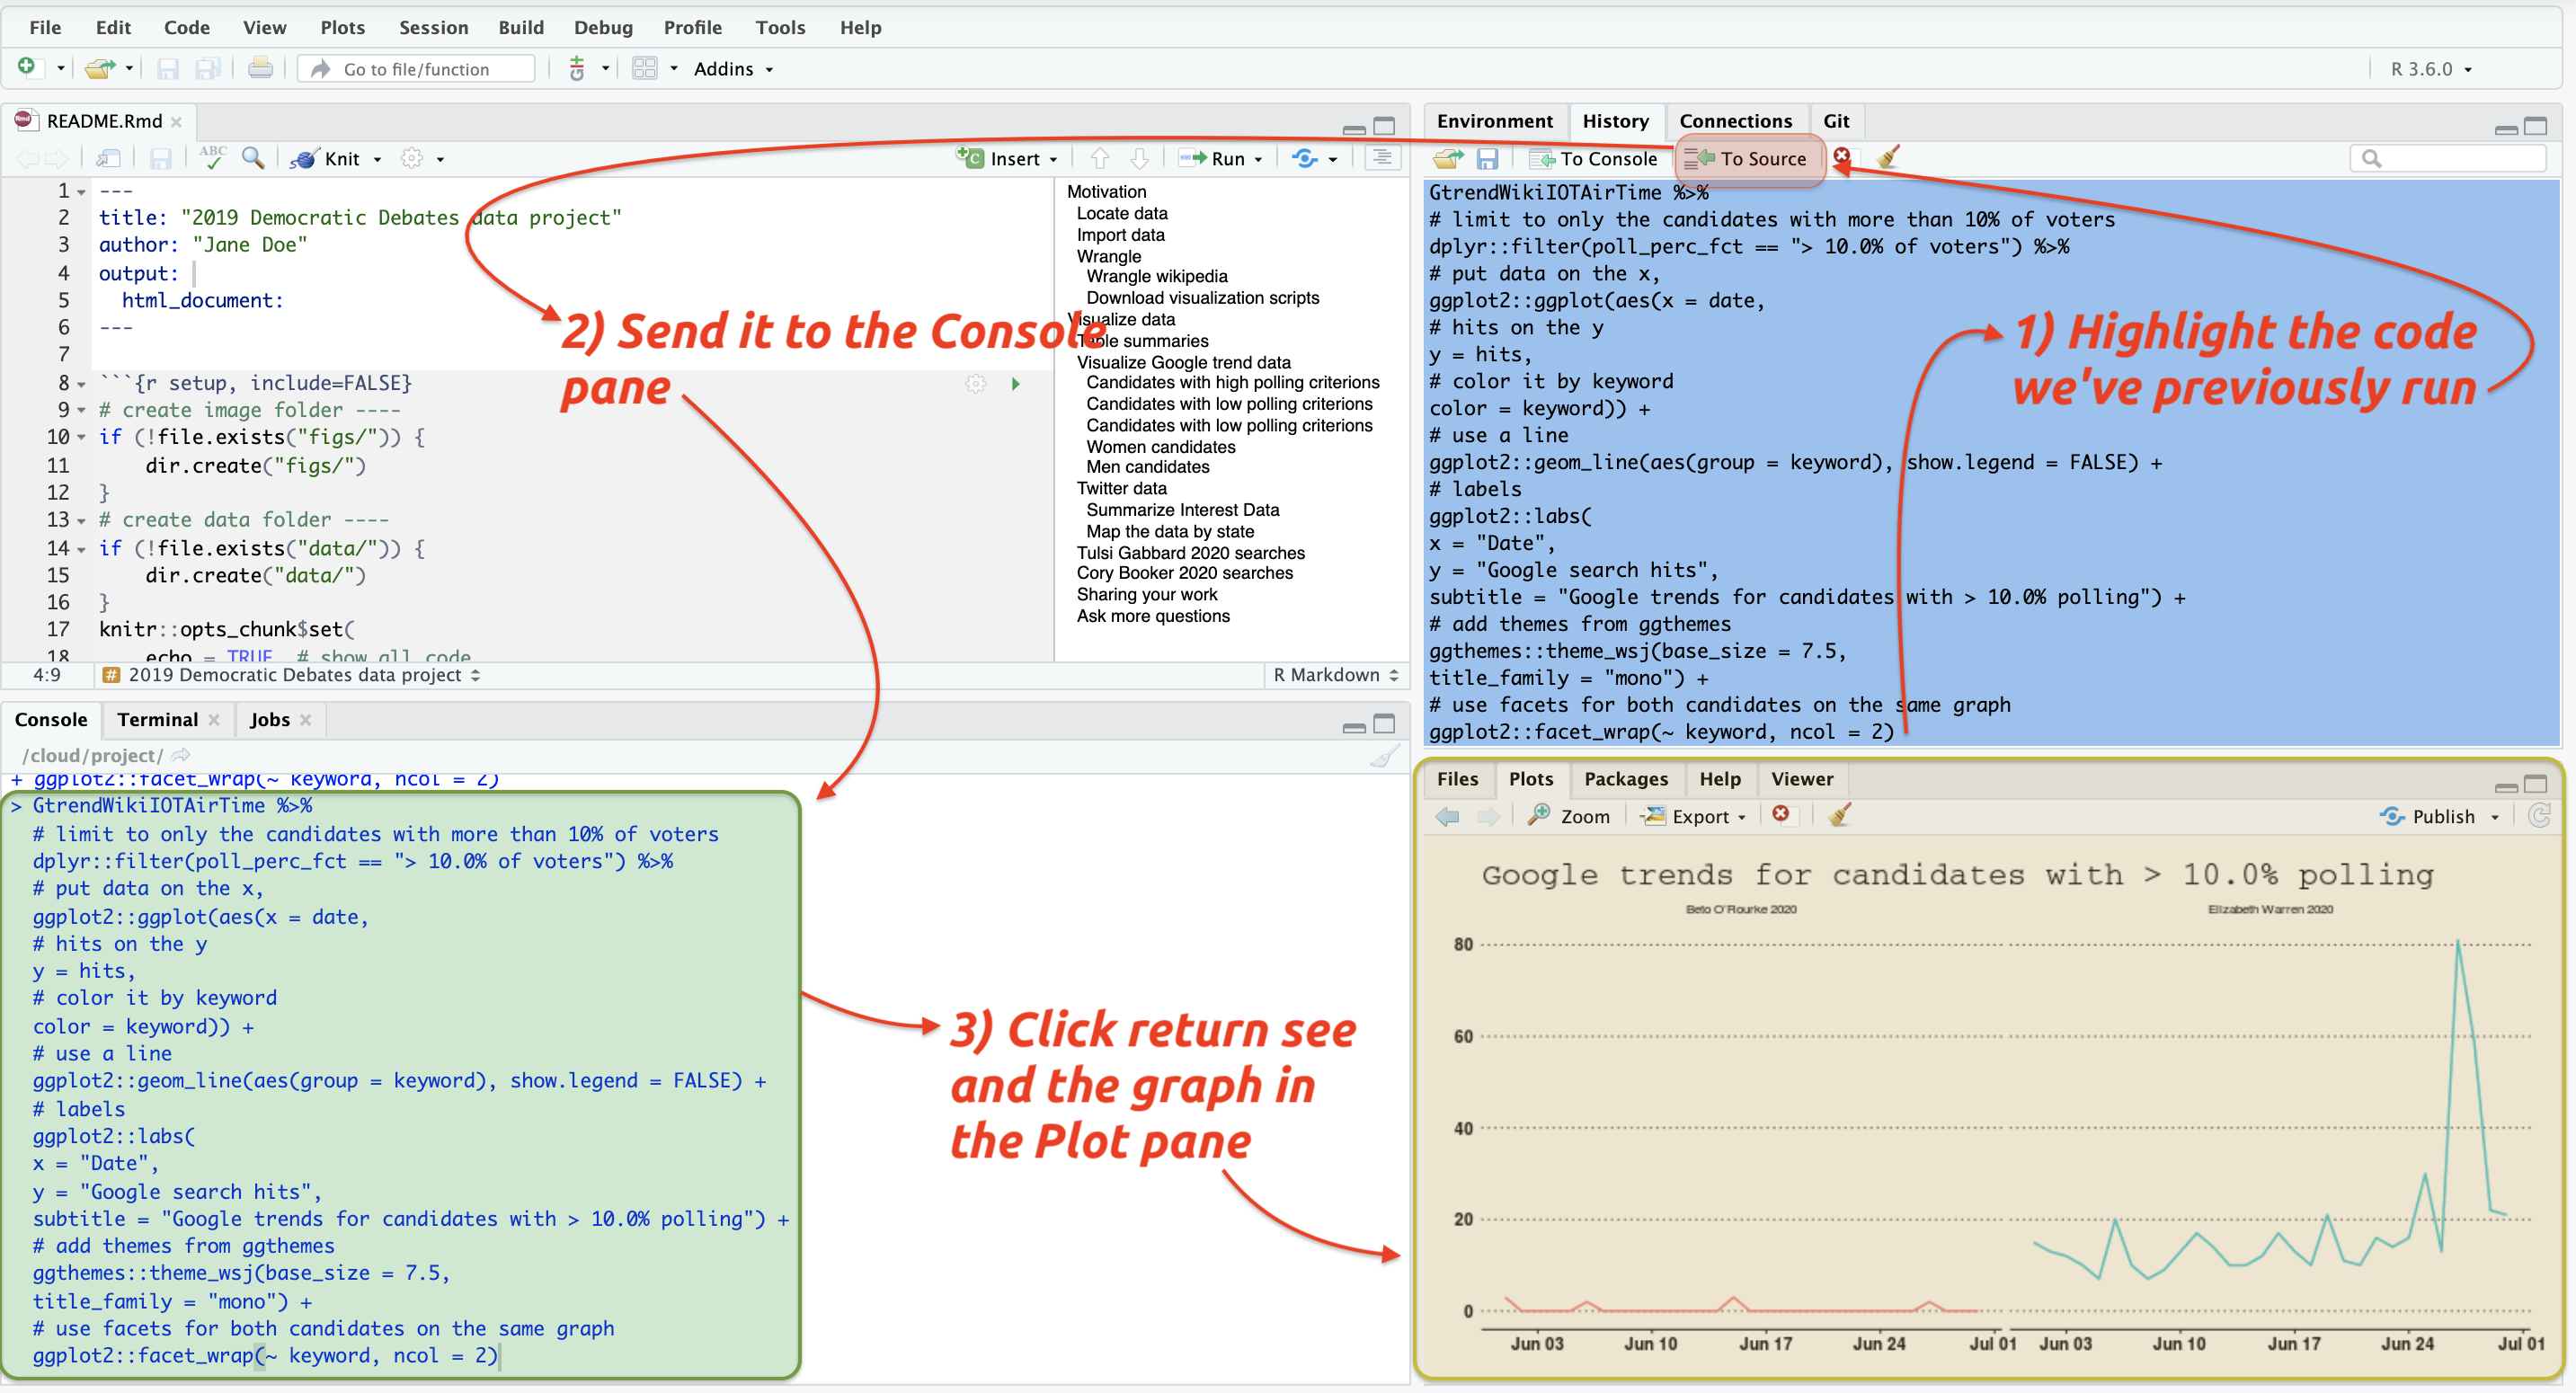 File Edit Code View Plots Session Build Debug Profile Tools Help
Go to file/function Addins R 3.6.0
README.Rmd
ABC Knit Insert Run
1 ---
2 title: "2019 Democratic Debates data project"
3 author: "Jane Doe"
4 output:
5 html_document:
6 ---
7
8 ```{r setup, include=FALSE}
9 # create image folder ----
10 if (!file.exists("figs/")) {
11 dir.create("figs/")
12 }
13 # create data folder ----
14 if (!file.exists("data/")) {
15 dir.create("data/")
16 }
17 knitr::opts_chunk$set(
18 echo = TRUE, # show all code
Motivation
Locate data
Import data
Wrangle
Wrangle wikipedia
Download visualization scripts
Visualize data
Table summaries
Visualize Google trend data
Candidates with high polling criterions
Candidates with low polling criterions
Candidates with low polling criterions
Women candidates
Men candidates
Twitter data
Summarize Interest Data
Map the data by state
Tulsi Gabbard 2020 searches
Cory Booker 2020 searches
Sharing your work
Ask more questions
4:9 # 2019 Democratic Debates data project R Markdown
2) Send it to the Console
pane
Environment History Connections Git
To Console To Source
GtrendWikiIOTAirTime %>%
# limit to only the candidates with more than 10% of voters
dplyr::filter(poll_perc_fct == "> 10.0% of voters") %>%
# put data on the x,
ggplot2::ggplot(aes(x = date,
# hits on the y
y = hits,
# color it by keyword
color = keyword)) +
# use a line
ggplot2::geom_line(aes(group = keyword), show.legend = FALSE) +
# labels
ggplot2::labs(
x = "Date",
y = "Google search hits",
subtitle = "Google trends for candidates with > 10.0% polling") +
# add themes from ggthemes
ggthemes::theme_wsj(base_size = 7.5,
title_family = "mono") +
# use facets for both candidates on the same graph
ggplot2::facet_wrap(~ keyword, ncol = 2)
1) Highlight the code
we've previously run
Console Terminal Jobs
/cloud/project/
+ ggplot2::facet_wrap(~ keyword, ncol = 2)
> GtrendWikiIOTAirTime %>%
# limit to only the candidates with more than 10% of voters
dplyr::filter(poll_perc_fct == "> 10.0% of voters") %>%
# put data on the x,
ggplot2::ggplot(aes(x = date,
# hits on the y
y = hits,
# color it by keyword
color = keyword)) +
# use a line
ggplot2::geom_line(aes(group = keyword), show.legend = FALSE) +
# labels
ggplot2::labs(
x = "Date",
y = "Google search hits",
subtitle = "Google trends for candidates with > 10.0% polling") +
# add themes from ggthemes
ggthemes::theme_wsj(base_size = 7.5,
title_family = "mono") +
# use facets for both candidates on the same graph
ggplot2::facet_wrap(~ keyword, ncol = 2)
3) Click return see
and the graph in
the Plot pane
Files Plots Packages Help Viewer
Zoom Export Publish
Google trends for candidates with > 10.0% polling
Beto O'Rourke 2020 Elizabeth Warren 2020
80
60
40
20
0
Jun 03 Jun 10 Jun 17 Jun 24 Jul 01 Jun 03 Jun 10 Jun 17 Jun 24 Jul 01